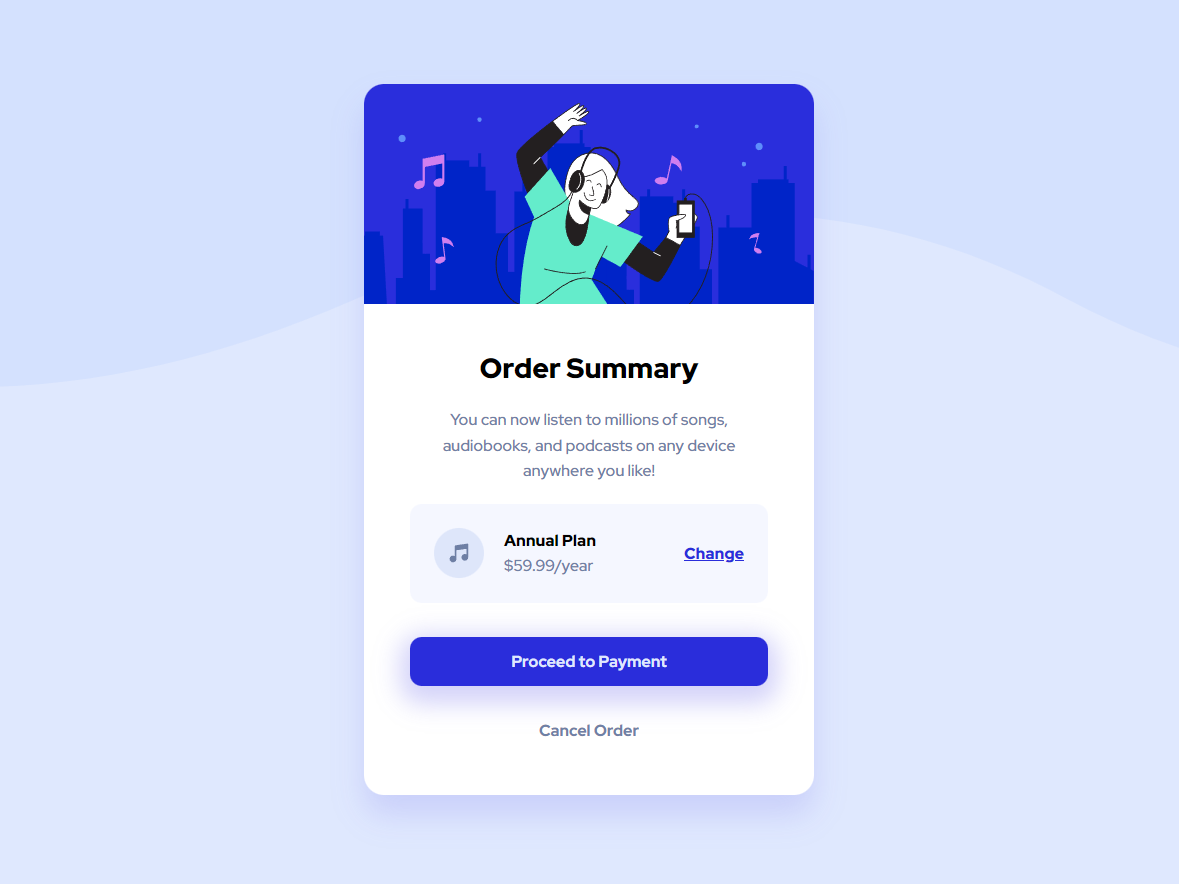 Order Summary
You can now listen to millions of songs,
audiobooks, and podcasts on any device
anywhere you like!
Annual Plan
$59.99/year
Change
Proceed to Payment
Cancel Order